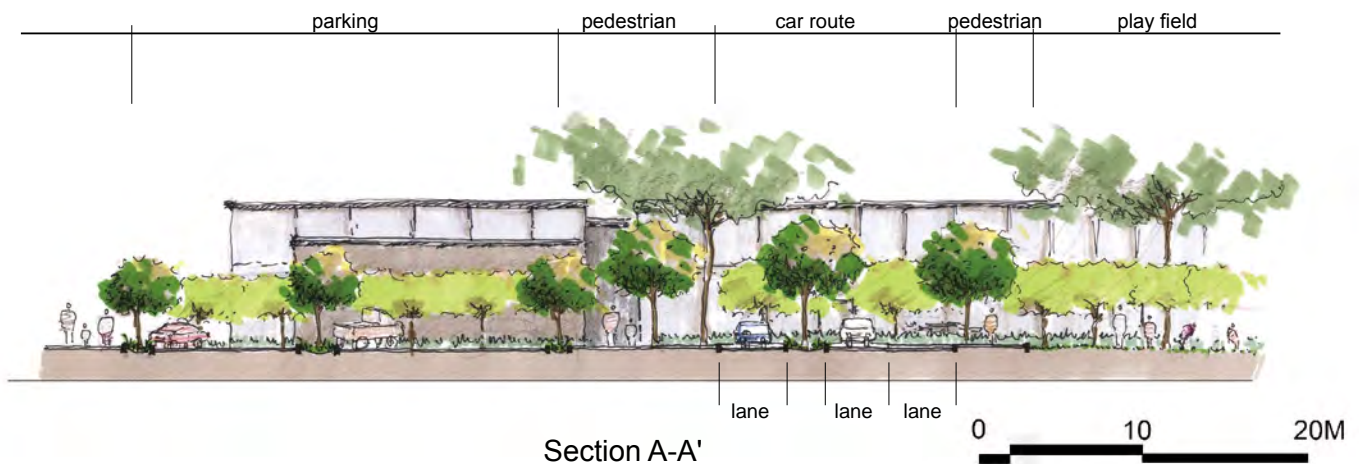 parking pedestrian car route pedestrian play field
lane lane lane
Section A-A'
0 10 20M